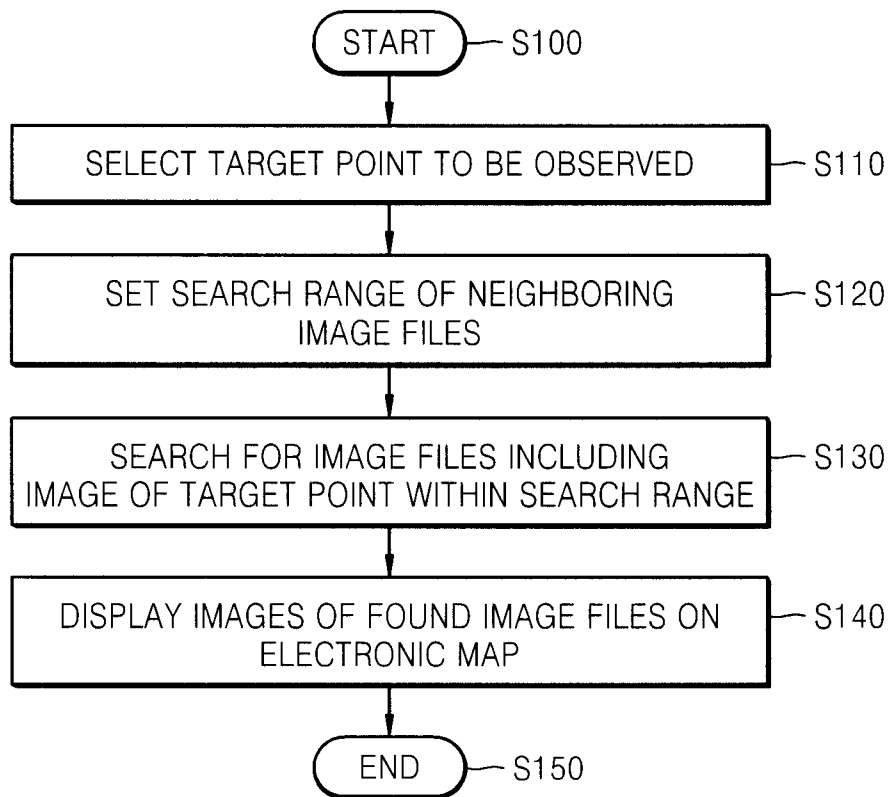 START S100
SELECT TARGET POINT TO BE OBSERVED S110
SET SEARCH RANGE OF NEIGHBORING
IMAGE FILES
S120
SEARCH FOR IMAGE FILES INCLUDING
IMAGE OF TARGET POINT WITHIN SEARCH RANGE
S130
DISPLAY IMAGES OF FOUND IMAGE FILES ON
ELECTRONIC MAP
S140
END S150